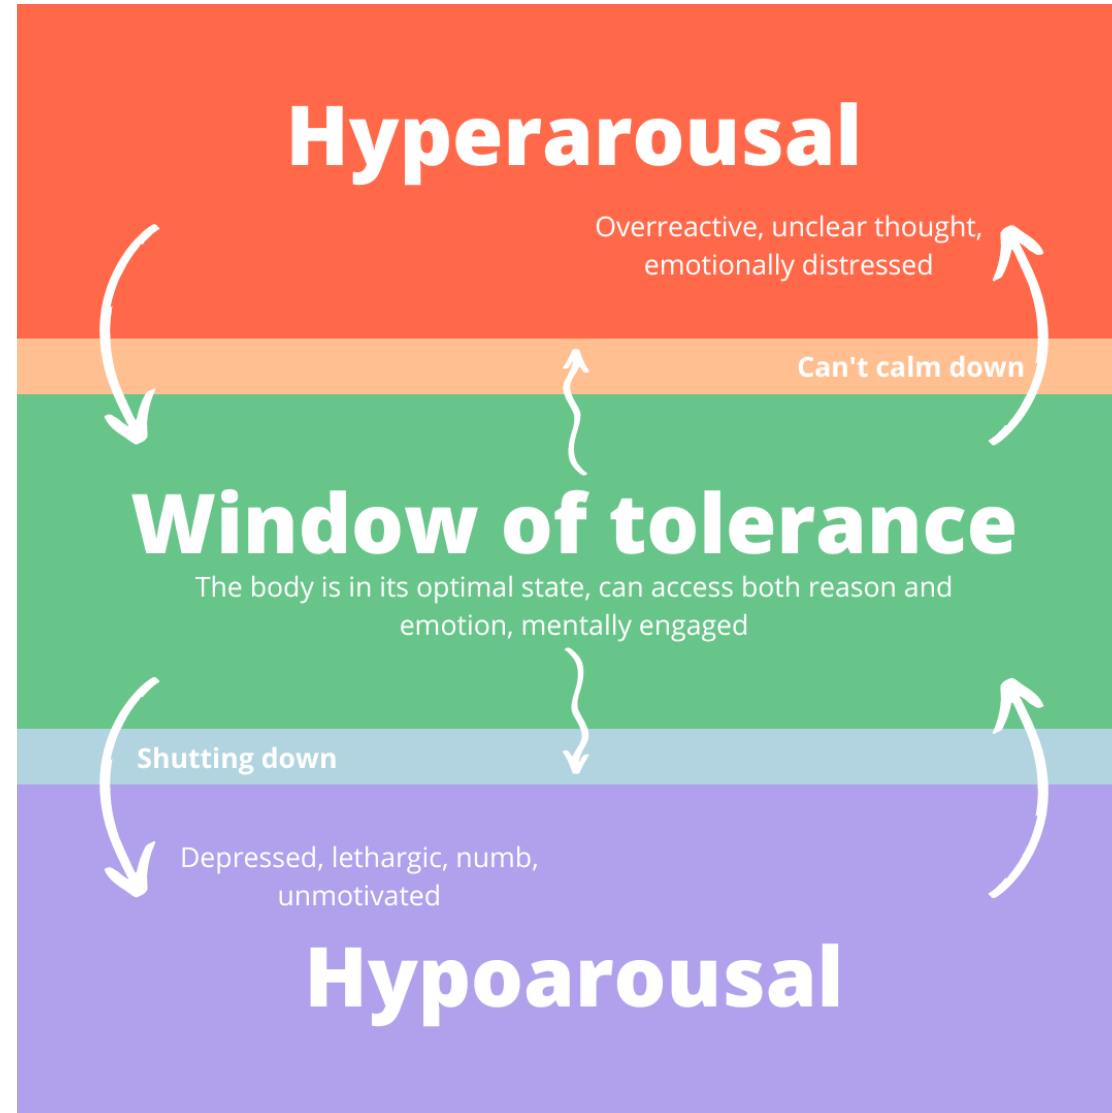 Hyperarousal
Overreactive, unclear thought,
emotionally distressed
Can't calm down
Window of tolerance
The body is in its optimal state, can access both reason and
emotion, mentally engaged
Shutting down
Depressed, lethargic, numb,
unmotivated
Hypoarousal